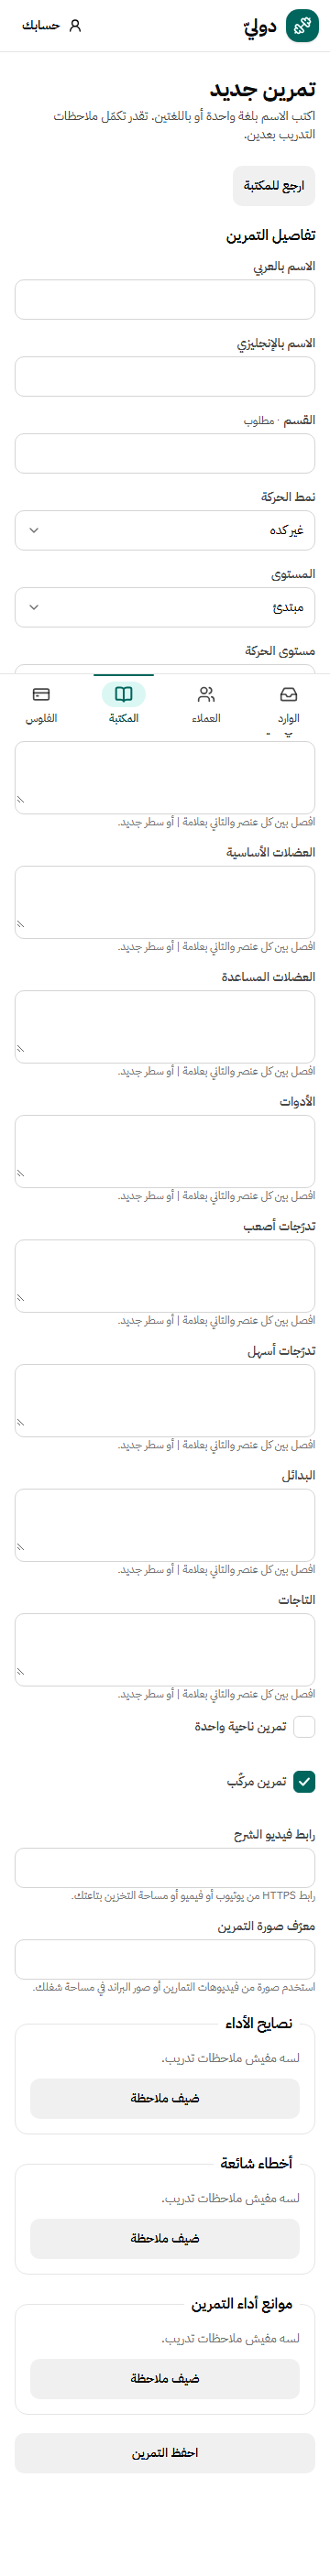 دوليّ
حسابك
تمرين جديد
اكتب الاسم بلغة واحدة أو باللغتين. تقدر تكمّل ملاحظات
التدريب بعدين.
ارجع للمكتبة
تفاصيل التمرين
الاسم بالعربي
الاسم بالإنجليزي
القسم · مطلوب
نمط الحركة
غير كده
المستوى
مبتدئ
مستوى الحركة
الوارد
العملاء
المكتبة
الفلوس
افصل بين كل عنصر والتاني بعلامة | أو سطر جديد.
العضلات الأساسية
افصل بين كل عنصر والتاني بعلامة | أو سطر جديد.
العضلات المساعدة
افصل بين كل عنصر والتاني بعلامة | أو سطر جديد.
الأدوات
افصل بين كل عنصر والتاني بعلامة | أو سطر جديد.
تدرّجات أصعب
افصل بين كل عنصر والتاني بعلامة | أو سطر جديد.
تدرّجات أسهل
افصل بين كل عنصر والتاني بعلامة | أو سطر جديد.
البدائل
افصل بين كل عنصر والتاني بعلامة | أو سطر جديد.
التاجات
افصل بين كل عنصر والتاني بعلامة | أو سطر جديد.
تمرين ناحية واحدة
تمرين مركّب
رابط فيديو الشرح
رابط HTTPS من يوتيوب أو فيميو أو مساحة التخزين بتاعتك.
معرّف صورة التمرين
استخدم صورة من فيديوهات التمارين أو صور البراند في مساحة شغلك.
نصايح الأداء
لسه مفيش ملاحظات تدريب.
ضيف ملاحظة
أخطاء شائعة
لسه مفيش ملاحظات تدريب.
ضيف ملاحظة
موانع أداء التمرين
لسه مفيش ملاحظات تدريب.
ضيف ملاحظة
احفظ التمرين